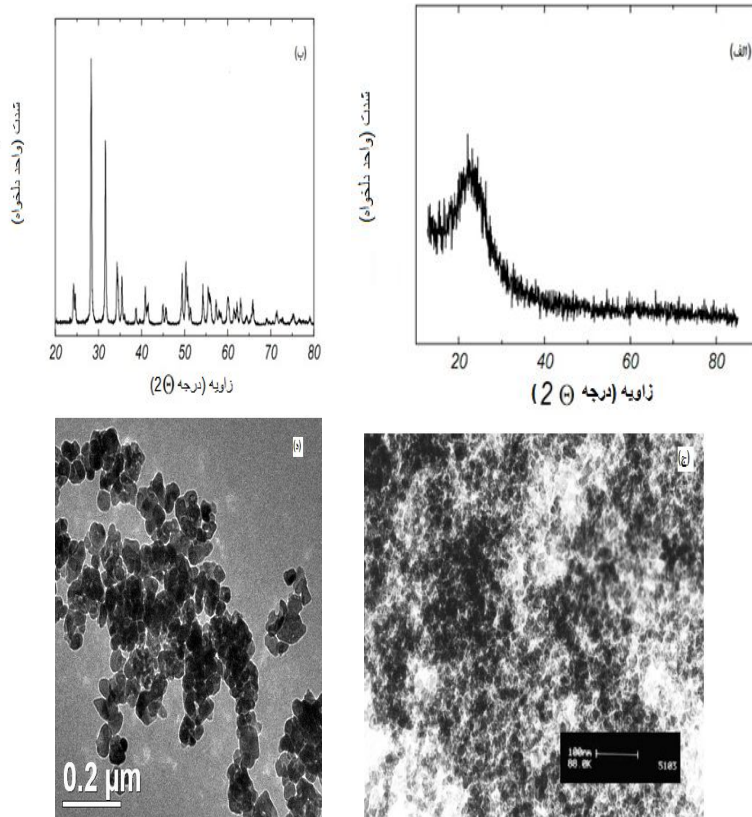 (الف)
شدت (واحد دلخواه)
20 40 60 80
زاویه (درجه 2Θ)
(ب)
شدت (واحد دلخواه)
20 30 40 50 60 70 80
زاویه (درجه 2Θ)
(ج)
100nm
88.0K 5103
(د)
0.2 µm